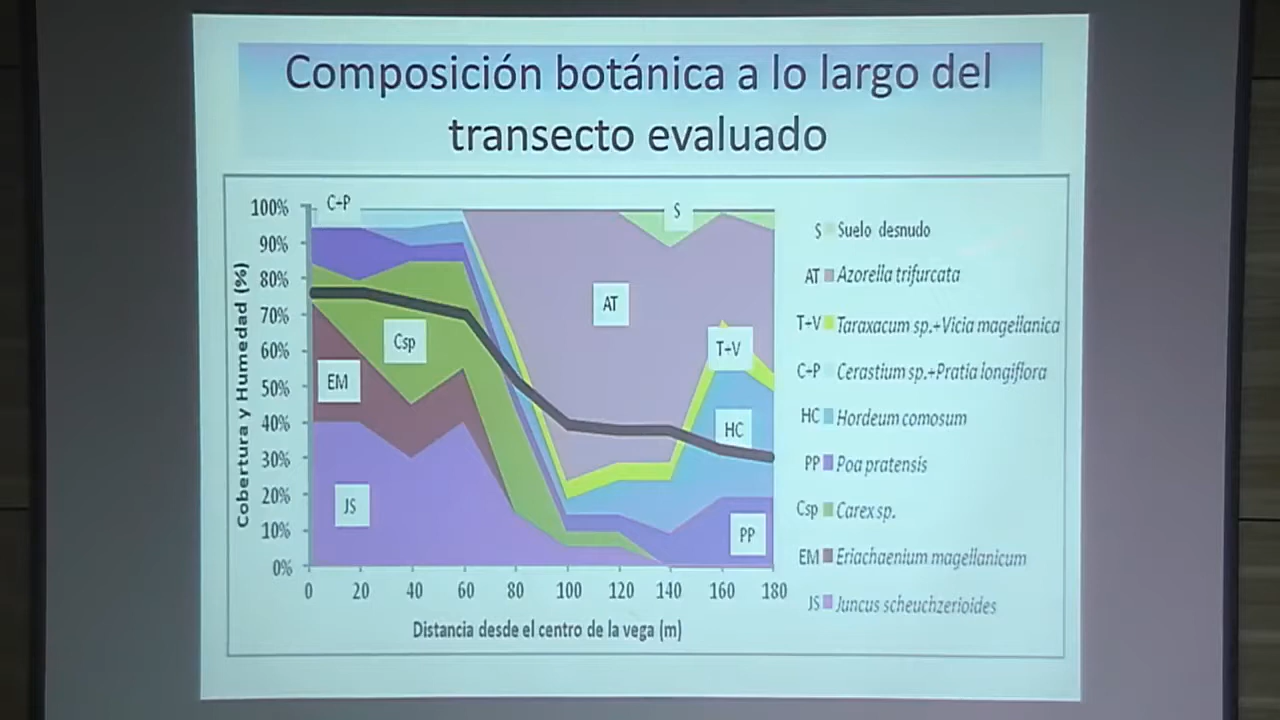 Composición botánica a lo largo del
transecto evaluado
Cobertura y Humedad (%)
100%
90%
80%
70%
60%
50%
40%
30%
20%
10%
0%
C+P
S
AT
Csp
T+V
EM
HC
JS
PP
0 20 40 60 80 100 120 140 160 180
Distancia desde el centro de la vega (m)
S Suelo desnudo
AT Azorella trifurcata
T+V Taraxacum sp.+Vicia magellanica
C+P Cerastium sp.+Pratia longiflora
HC Hordeum comosum
PP Poa pratensis
Csp Carex sp.
EM Eriachaenium magellanicum
JS Juncus scheuchzerioides